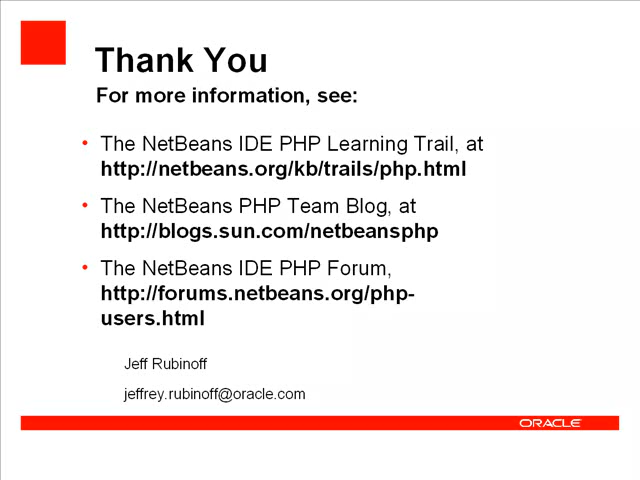 Thank You
For more information, see:
• The NetBeans IDE PHP Learning Trail, at
http://netbeans.org/kb/trails/php.html
• The NetBeans PHP Team Blog, at
http://blogs.sun.com/netbeansphp
• The NetBeans IDE PHP Forum,
http://forums.netbeans.org/php-
users.html
Jeff Rubinoff
jeffrey.rubinoff@oracle.com
ORACLE